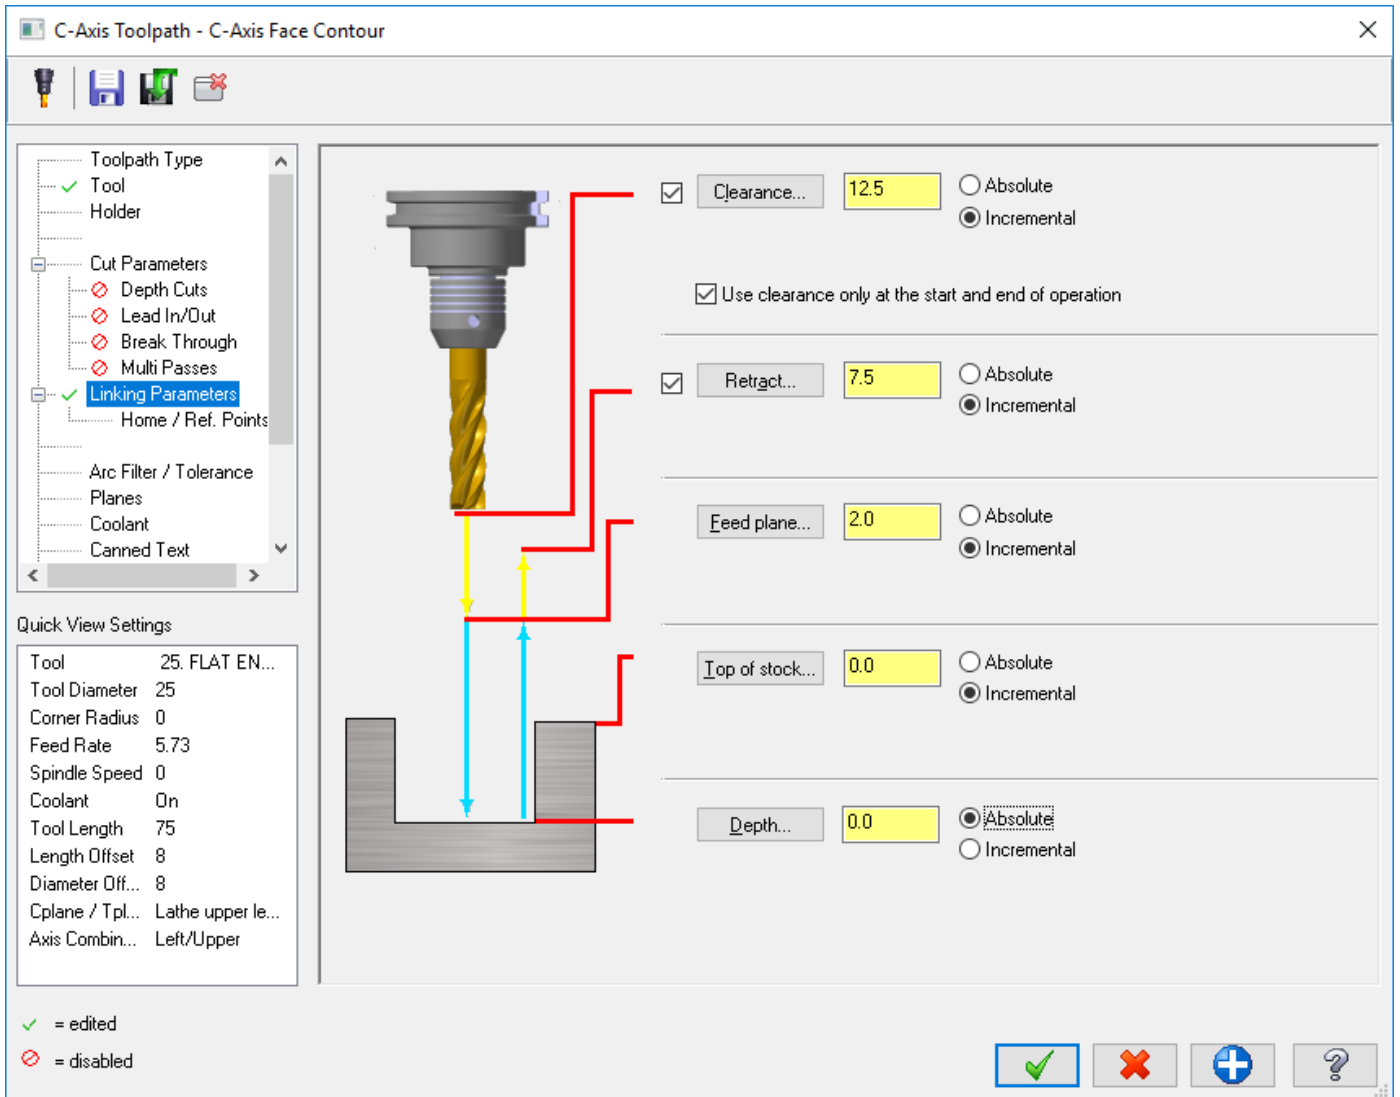 C-Axis Toolpath - C-Axis Face Contour
Toolpath Type
Tool
Holder
Cut Parameters
Depth Cuts
Lead In/Out
Break Through
Multi Passes
Linking Parameters
Home / Ref. Points
Arc Filter / Tolerance
Planes
Coolant
Canned Text
Quick View Settings
Tool 25. FLAT EN...
Tool Diameter 25
Corner Radius 0
Feed Rate 5.73
Spindle Speed 0
Coolant On
Tool Length 75
Length Offset 8
Diameter Off... 8
Cplane / Tpl... Lathe upper le...
Axis Combin... Left/Upper
= edited
= disabled
Clearance... 12.5 Absolute
Incremental
Use clearance only at the start and end of operation
Retract... 7.5 Absolute
Incremental
Feed plane... 2.0 Absolute
Incremental
Top of stock... 0.0 Absolute
Incremental
Depth... 0.0 Absolute
Incremental